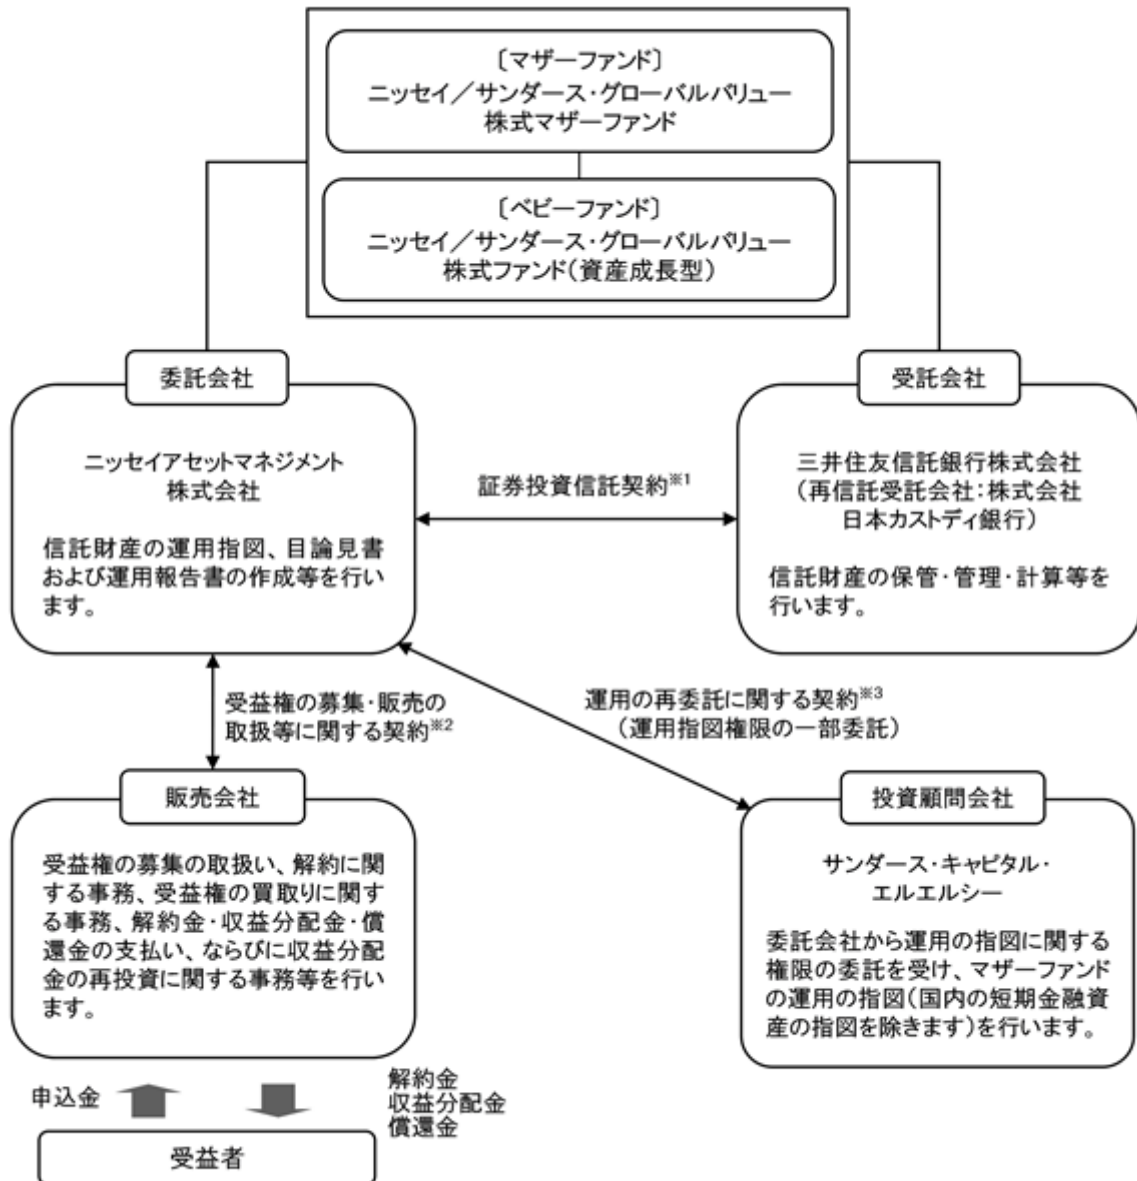 〔マザーファンド〕
ニッセイ／サンダース・グローバルバリュー
株式マザーファンド
〔ベビーファンド〕
ニッセイ／サンダース・グローバルバリュー
株式ファンド（資産成長型）
委託会社
ニッセイアセットマネジメント
株式会社
信託財産の運用指図、目論見書
および運用報告書の作成等を行い
ます。
証券投資信託契約※1
受託会社
三井住友信託銀行株式会社
（再信託受託会社：株式会社
日本カストディ銀行）
信託財産の保管・管理・計算等を
行います。
受益権の募集・販売の
取扱等に関する契約※2
運用の再委託に関する契約※3
（運用指図権限の一部委託）
販売会社
受益権の募集の取扱い、解約に関
する事務、受益権の買取りに関す
る事務、解約金・収益分配金・償
還金の支払い、ならびに収益分配
金の再投資に関する事務等を行い
ます。
投資顧問会社
サンダース・キャピタル・
エルエルシー
委託会社から運用の指図に関する
権限の委託を受け、マザーファンド
の運用の指図（国内の短期金融資
産の指図を除きます）を行います。
申込金
解約金
収益分配金
償還金
受益者